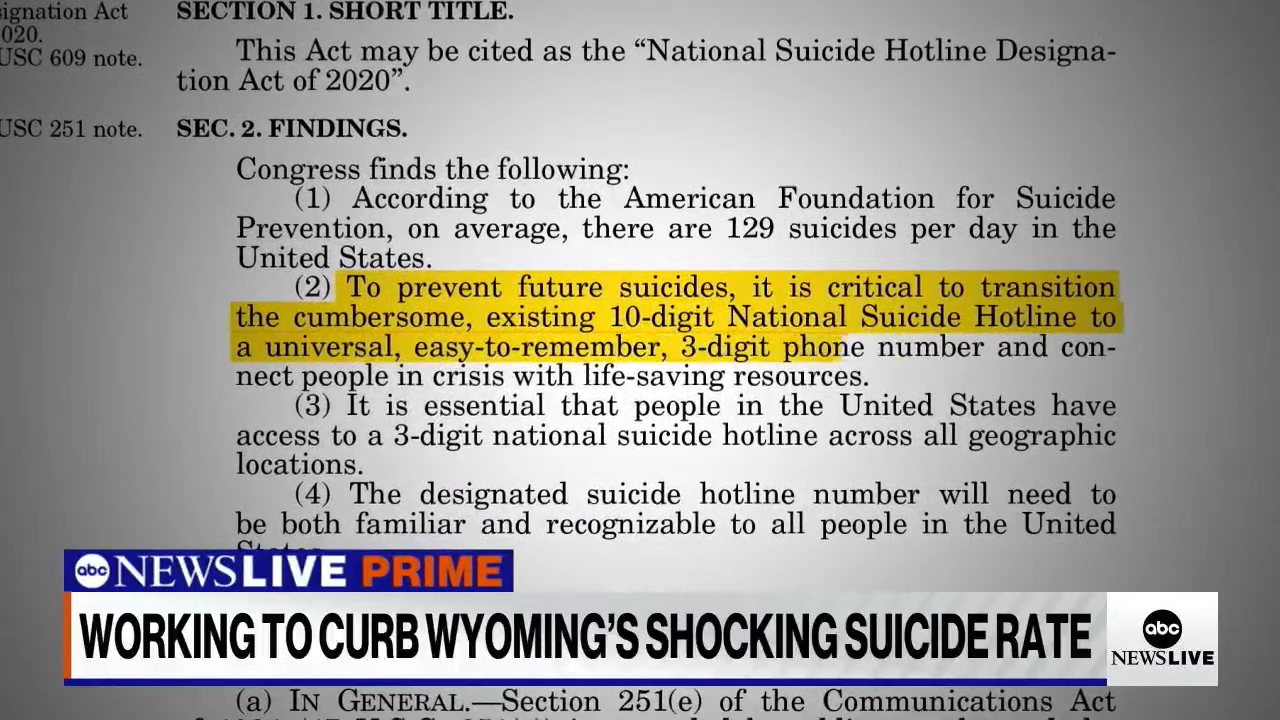 ignation Act
020.
USC 609 note.
SECTION 1. SHORT TITLE.
This Act may be cited as the “National Suicide Hotline Designa-
tion Act of 2020”.
USC 251 note.
SEC. 2. FINDINGS.
Congress finds the following:
(1) According to the American Foundation for Suicide
Prevention, on average, there are 129 suicides per day in the
United States.
(2) To prevent future suicides, it is critical to transition
the cumbersome, existing 10-digit National Suicide Hotline to
a universal, easy-to-remember, 3-digit phone number and con-
nect people in crisis with life-saving resources.
(3) It is essential that people in the United States have
access to a 3-digit national suicide hotline across all geographic
locations.
(4) The designated suicide hotline number will need to
be both familiar and recognizable to all people in the United
States.
abc NEWS LIVE PRIME
WORKING TO CURB WYOMING’S SHOCKING SUICIDE RATE
abc
NEWS LIVE
(a) IN GENERAL.—Section 251(e) of the Communications Act